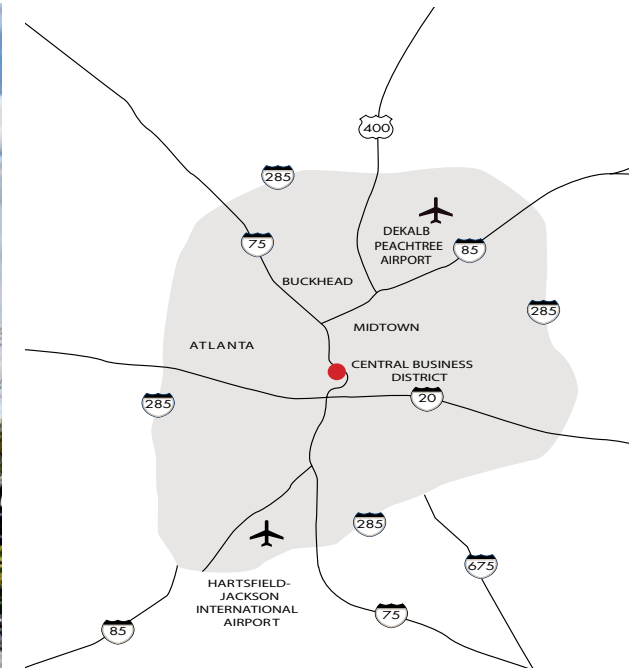 400
285
75
DEKALB
PEACHTREE
AIRPORT
85
BUCKHEAD
285
MIDTOWN
ATLANTA
CENTRAL BUSINESS
DISTRICT
20
285
285
675
HARTSFIELD-
JACKSON
INTERNATIONAL
AIRPORT
75
85